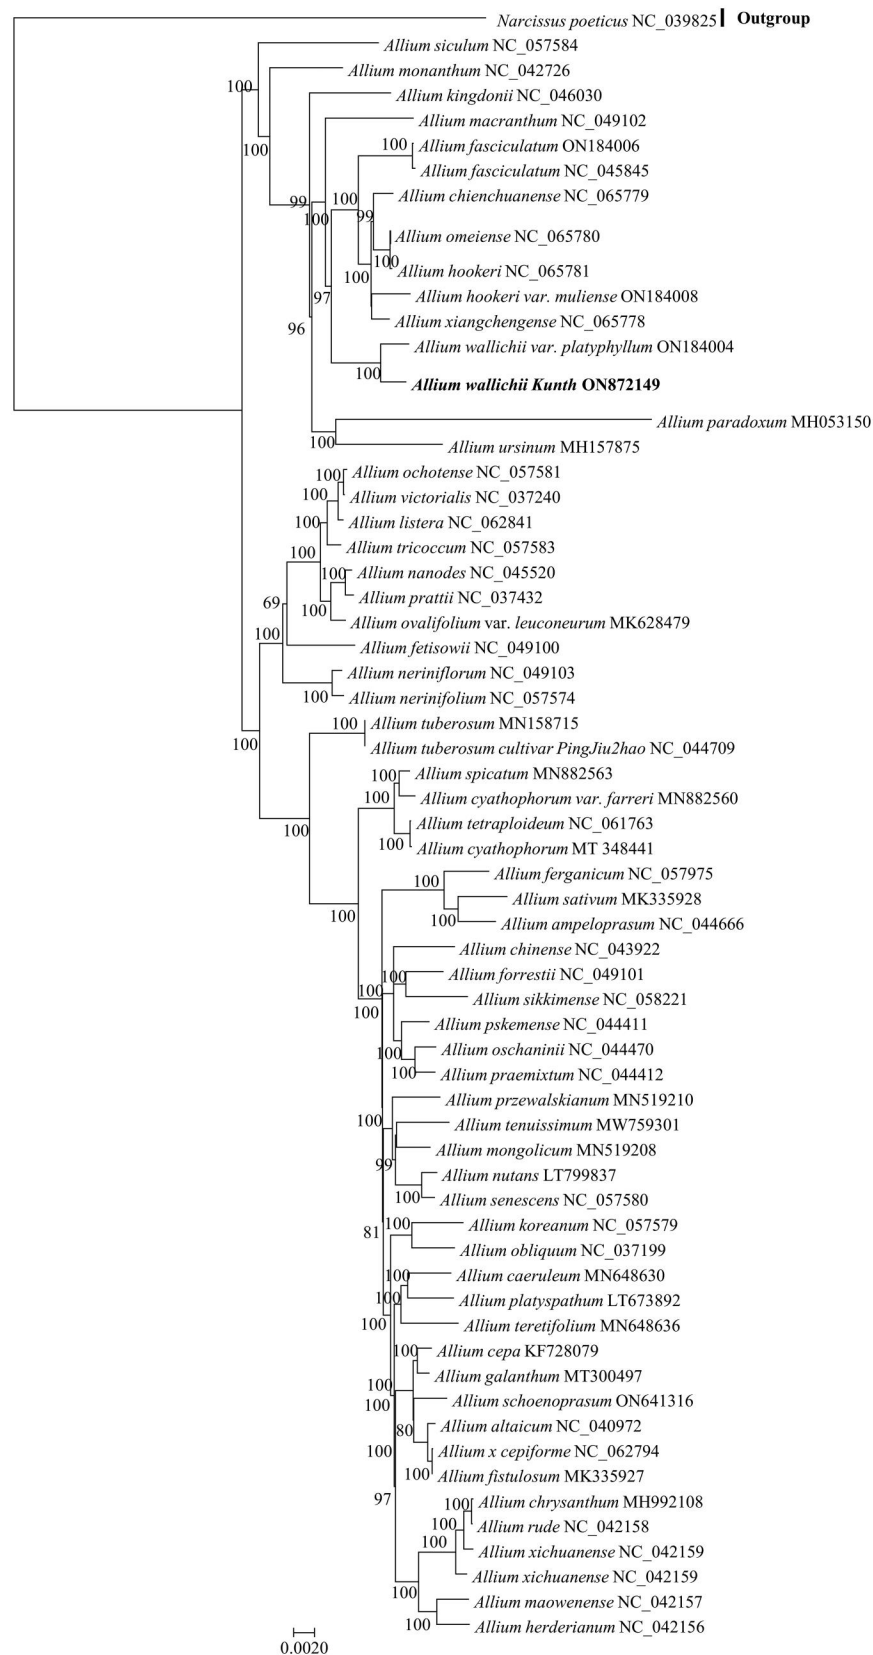 Narcissus poeticus NC_039825 Outgroup
Allium siculum NC_057584
Allium monanthum NC_042726
100
Allium kingdonii NC_046030
Allium macranthum NC_049102
100 Allium fasciculatum ON184006
100
Allium fasciculatum NC_045845
Allium chienchuanense NC_065779
99 100
100 99
Allium omeiense NC_065780
100
Allium hookeri NC_065781
100
97 Allium hookeri var. muliense ON184008
Allium xiangchengense NC_065778
96
Allium wallichii var. platyphyllum ON184004
100
Allium wallichii Kunth ON872149
Allium paradoxum MH053150
100
Allium ursinum MH157875
100 Allium ochotense NC_057581
100 Allium victorialis NC_037240
100 Allium listera NC_062841
Allium tricoccum NC_057583
100
100 Allium nanodes NC_045520
Allium prattii NC_037432
69 100
Allium ovalifolium var. leuconeurum MK628479
100
Allium fetisowii NC_049100
Allium neriniflorum NC_049103
100 Allium nerinifolium NC_057574
100 Allium tuberosum MN158715
100
Allium tuberosum cultivar PingJiu2hao NC_044709
100 Allium spicatum MN882563
100 Allium cyathophorum var. farreri MN882560
Allium tetraploideum NC_061763
100
100 Allium cyathophorum MT 348441
100 Allium ferganicum NC_057975
Allium sativum MK335928
100 100
Allium ampeloprasum NC_044666
Allium chinense NC_043922
100 Allium forrestii NC_049101
100
Allium sikkimense NC_058221
100
Allium pskemense NC_044411
100 Allium oschaninii NC_044470
100 Allium praemixtum NC_044412
Allium przewalskianum MN519210
100
Allium tenuissimum MW759301
Allium mongolicum MN519208
99
Allium nutans LT799837
100 Allium senescens NC_057580
100 Allium koreanum NC_057579
81
Allium obliquum NC_037199
100 Allium caeruleum MN648630
100 Allium platyspathum LT673892
100 Allium teretifolium MN648636
100 Allium cepa KF728079
Allium galanthum MT300497
100
100 Allium schoenoprasum ON641316
80 Allium altaicum NC_040972
100 Allium x cepiforme NC_062794
100 Allium fistulosum MK335927
97
100 Allium chrysanthum MH992108
100 Allium rude NC_042158
100
Allium xichuanense NC_042159
Allium xichuanense NC_042159
100
Allium maowenense NC_042157
100 Allium herderianum NC_042156
0.0020